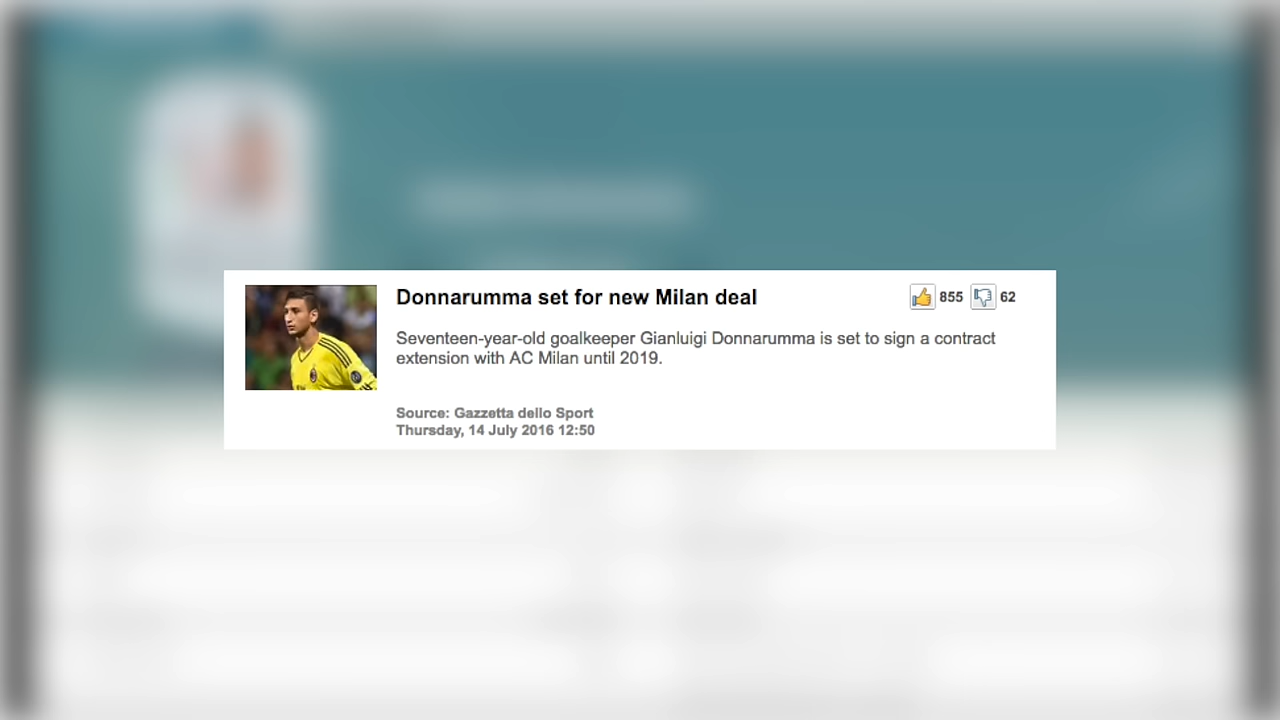 Donnarumma set for new Milan deal
855 62
Seventeen-year-old goalkeeper Gianluigi Donnarumma is set to sign a contract
extension with AC Milan until 2019.
Source: Gazzetta dello Sport
Thursday, 14 July 2016 12:50